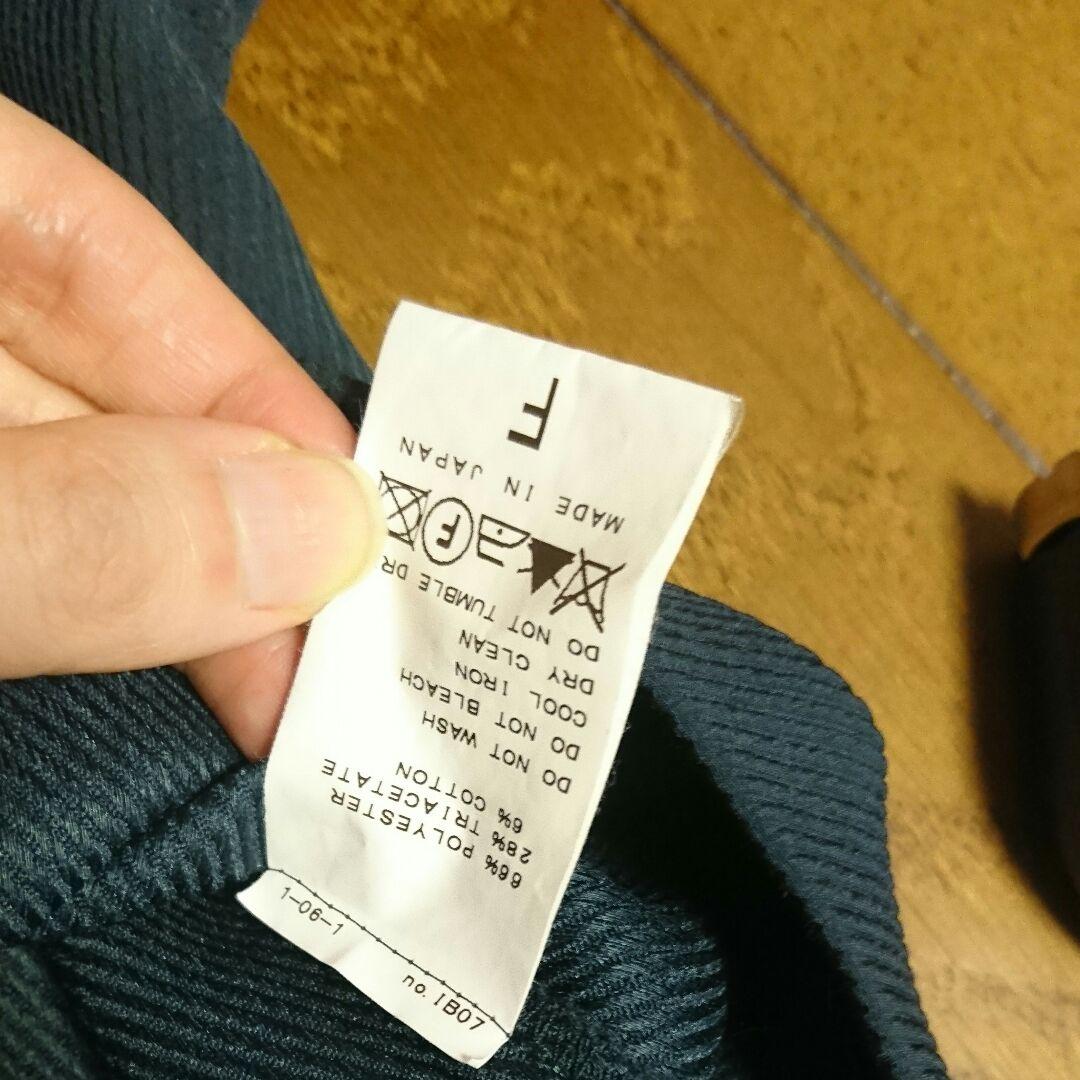 66% POLYESTER
28% TRIACETATE
6% COTTON
DO NOT WASH
DO NOT BLEACH
COOL IRON
DRY CLEAN
DO NOT TUMBLE DR
F
MADE IN JAPAN
F
1-06-1
no.IB07